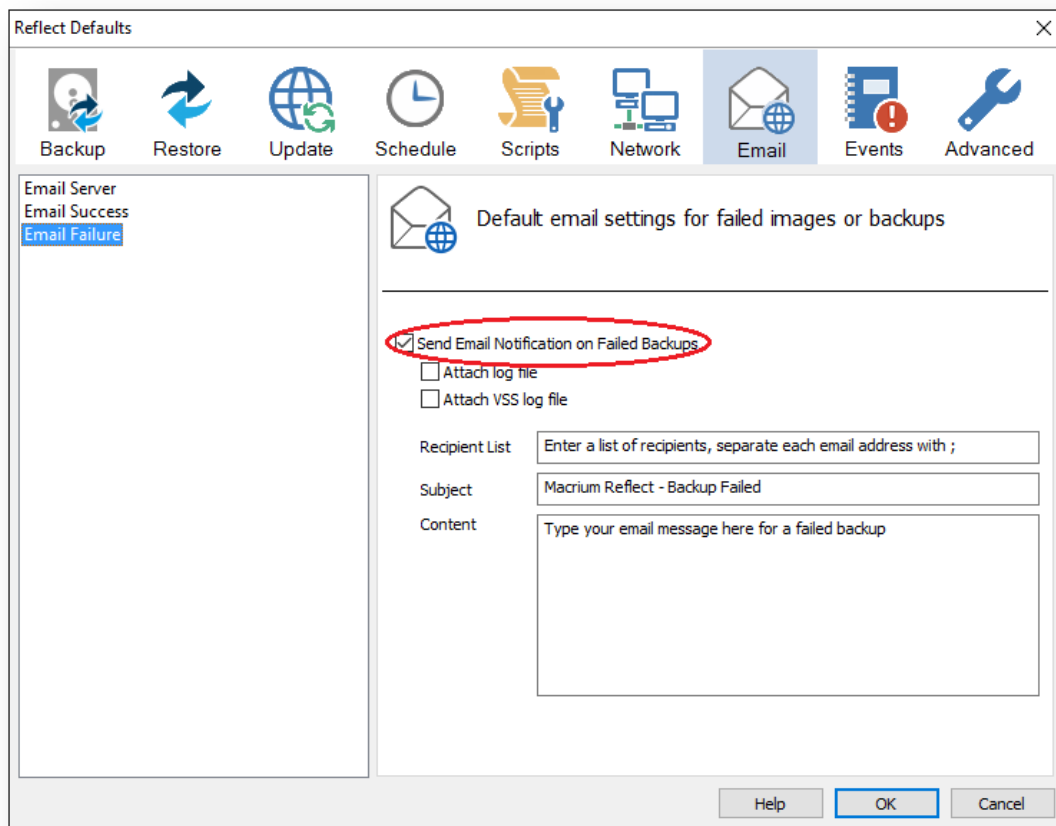 Reflect Defaults
Backup Restore Update Schedule Scripts Network Email Events Advanced
Email Server
Email Success
Email Failure
Default email settings for failed images or backups
Send Email Notification on Failed Backups
Attach log file
Attach VSS log file
Recipient List Enter a list of recipients, separate each email address with ;
Subject Macrium Reflect - Backup Failed
Content Type your email message here for a failed backup
Help OK Cancel